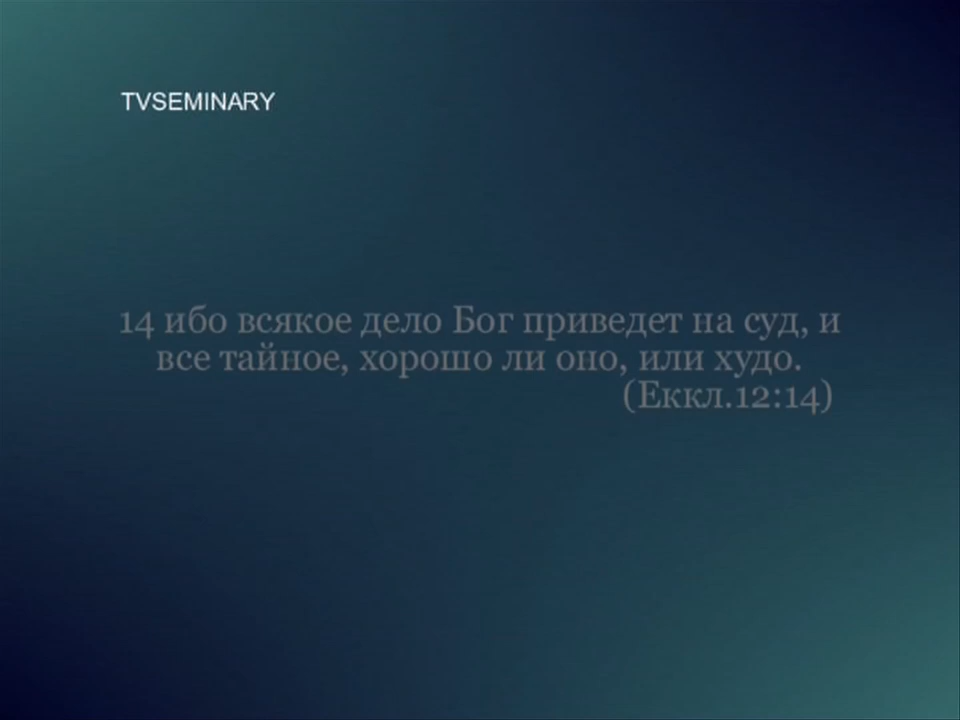 TVSEMINARY
14 ибо всякое дело Бог приведет на суд, и
все тайное, хорошо ли оно, или худо.
(Еккл.12:14)